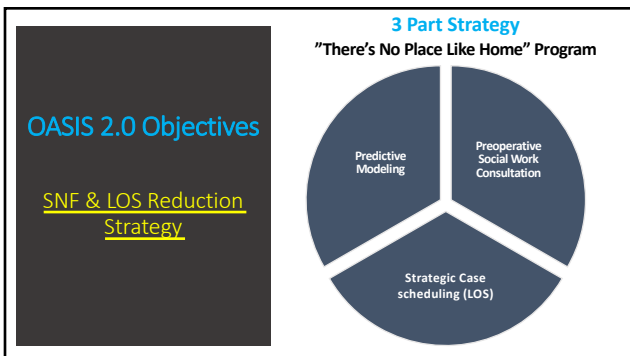 OASIS 2.0 Objectives
SNF & LOS Reduction
Strategy
3 Part Strategy
”There’s No Place Like Home” Program
Predictive
Modeling
Preoperative
Social Work
Consultation
Strategic Case
scheduling (LOS)